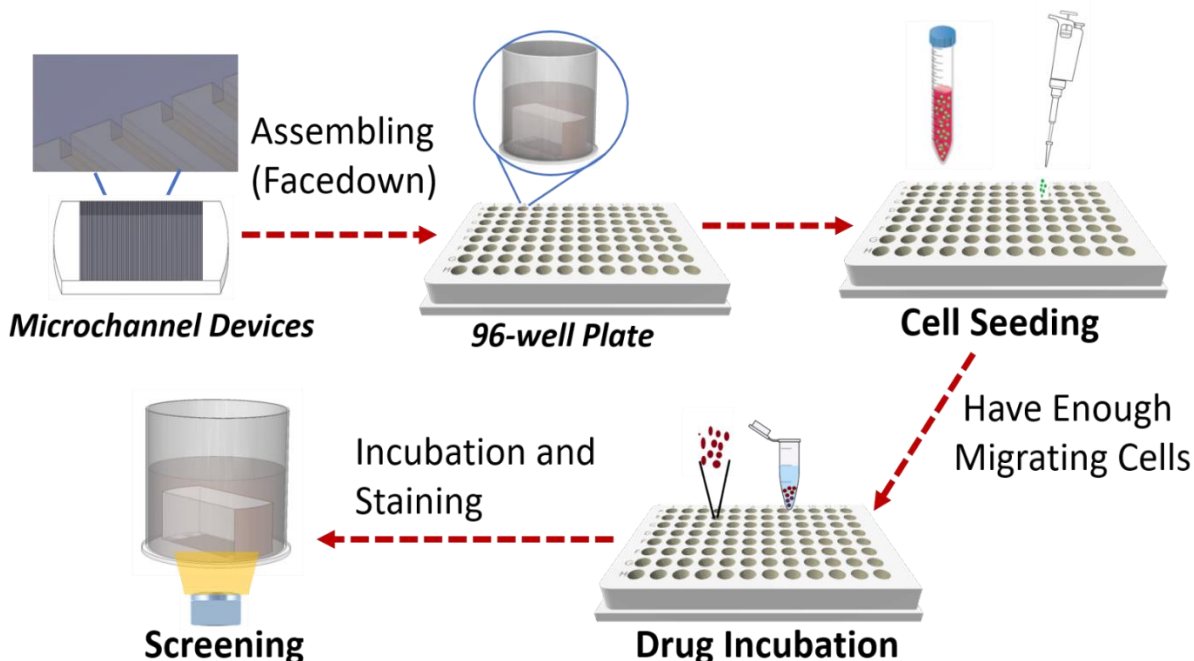 Assembling
(Facedown)
Microchannel Devices
96-well Plate
Cell Seeding
Have Enough
Migrating Cells
Incubation and
Staining
Screening
Drug Incubation